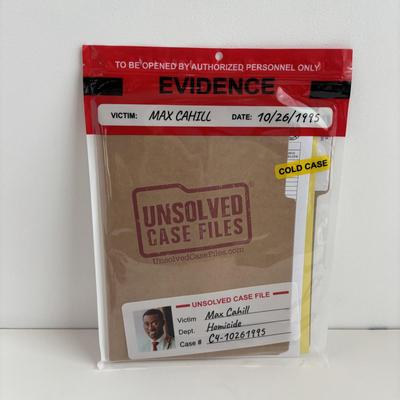 TO BE OPENED BY AUTHORIZED PERSONNEL ONLY
EVIDENCE
VICTIM: MAX CAHILL DATE: 10/26/1995
COLD CASE
UNSOLVED
CASE FILES®
UnsolvedCaseFiles.com
UNSOLVED CASE FILE
Victim Max Cahill
Dept. Homicide
Case # C4-10261995